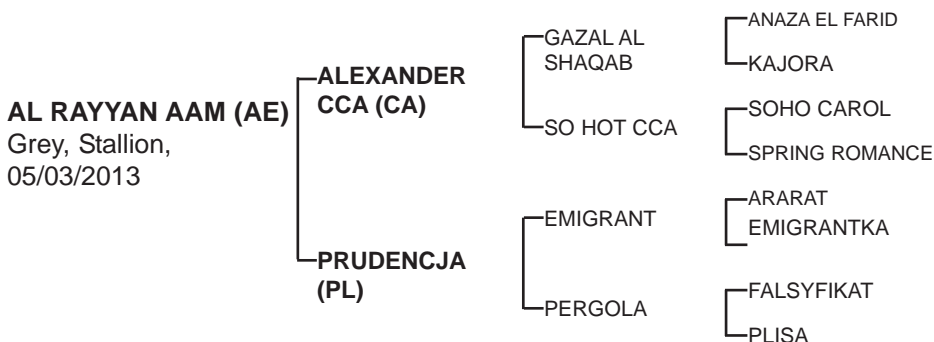 AL RAYYAN AAM (AE)
Grey, Stallion,
05/03/2013
ALEXANDER
CCA (CA)
PRUDENCJA
(PL)
GAZAL AL
SHAQAB
SO HOT CCA
EMIGRANT
PERGOLA
ANAZA EL FARID
KAJORA
SOHO CAROL
SPRING ROMANCE
ARARAT
EMIGRANTKA
FALSYFIKAT
PLISA